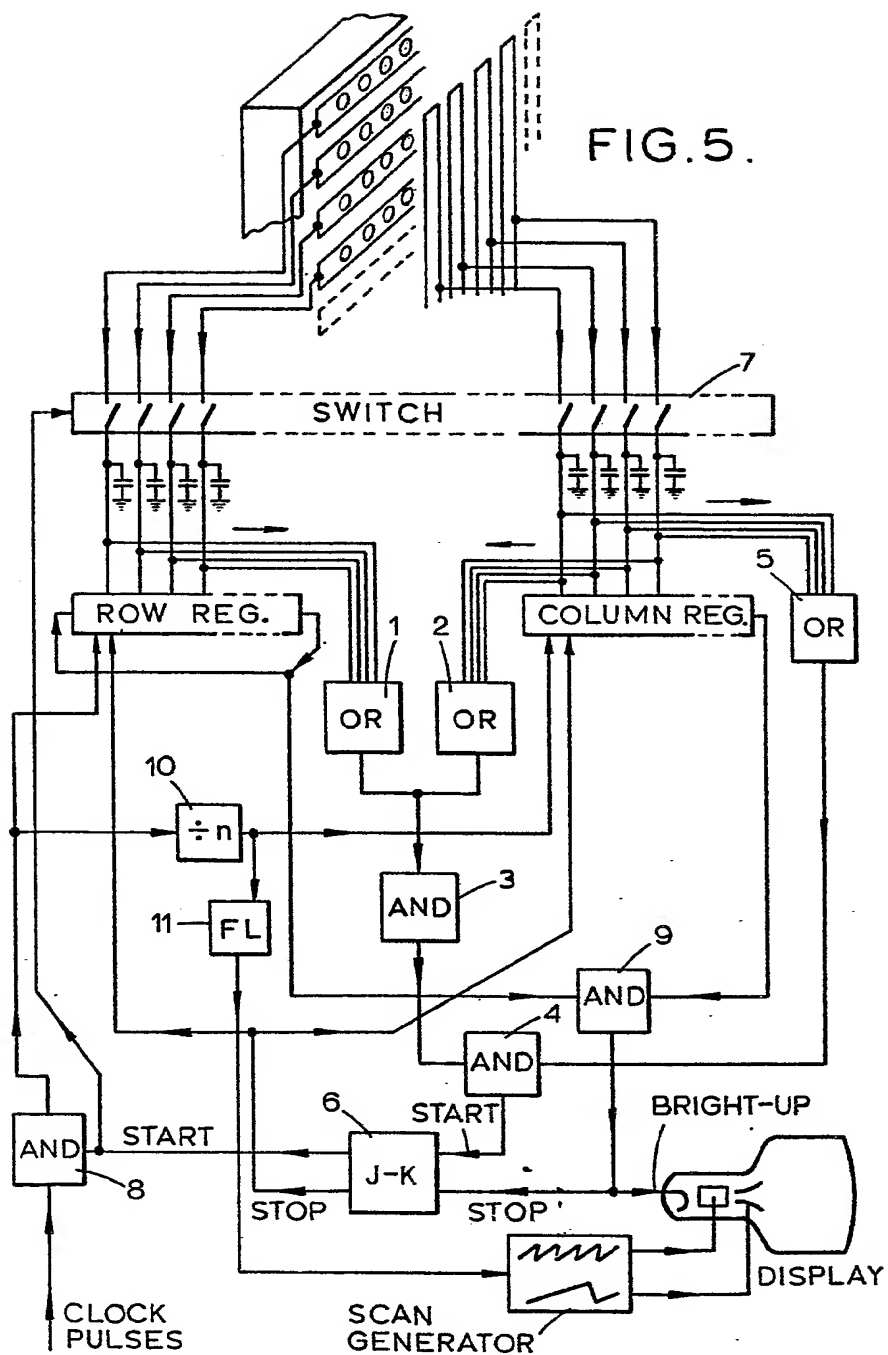 FIG.5.
7
SWITCH
5
ROW REG.
1
2
COLUMN REG.
OR
OR
OR
10
÷n
3
AND
11
FL
9
AND
4
AND
6
START
BRIGHT-UP
AND
START
J-K
8
STOP
STOP
DISPLAY
CLOCK
PULSES
SCAN
GENERATOR